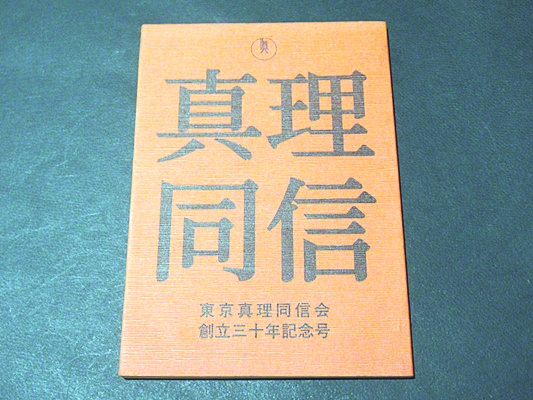 真理
同信
東京真理同信会
創立三十年記念号